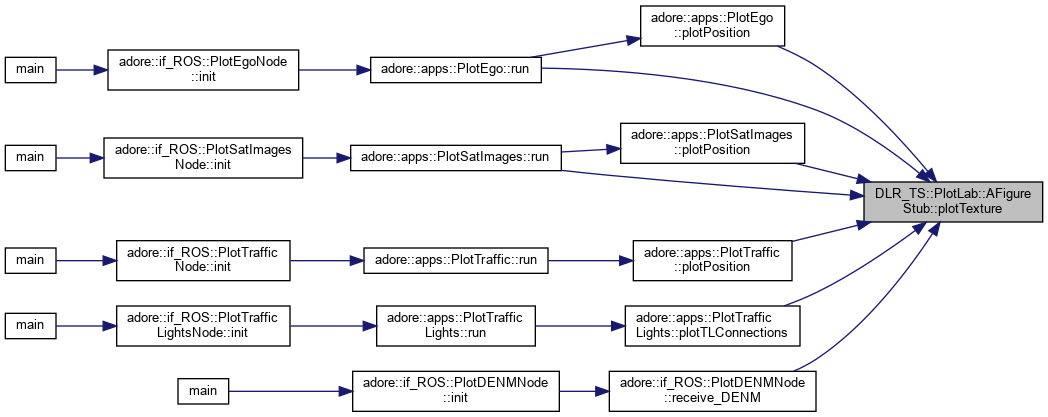 adore::apps::PlotEgo
::plotPosition
main
adore::if_ROS::PlotEgoNode
::init
adore::apps::PlotEgo::run
main
adore::if_ROS::PlotSatImages
Node::init
adore::apps::PlotSatImages::run
adore::apps::PlotSatImages
::plotPosition
DLR_TS::PlotLab::AFigure
Stub::plotTexture
main
adore::if_ROS::PlotTraffic
Node::init
adore::apps::PlotTraffic::run
adore::apps::PlotTraffic
::plotPosition
main
adore::if_ROS::PlotTraffic
LightsNode::init
adore::apps::PlotTraffic
Lights::run
adore::apps::PlotTraffic
Lights::plotTLConnections
main
adore::if_ROS::PlotDENMNode
::init
adore::if_ROS::PlotDENMNode
::receive_DENM